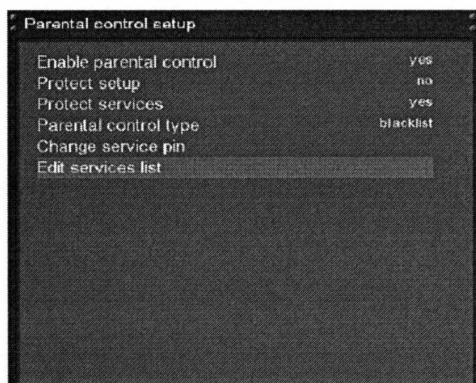 Parental control setup
Enable parental control yes
Protect setup no
Protect services yes
Parental control type blacklist
Change service pin
Edit services list